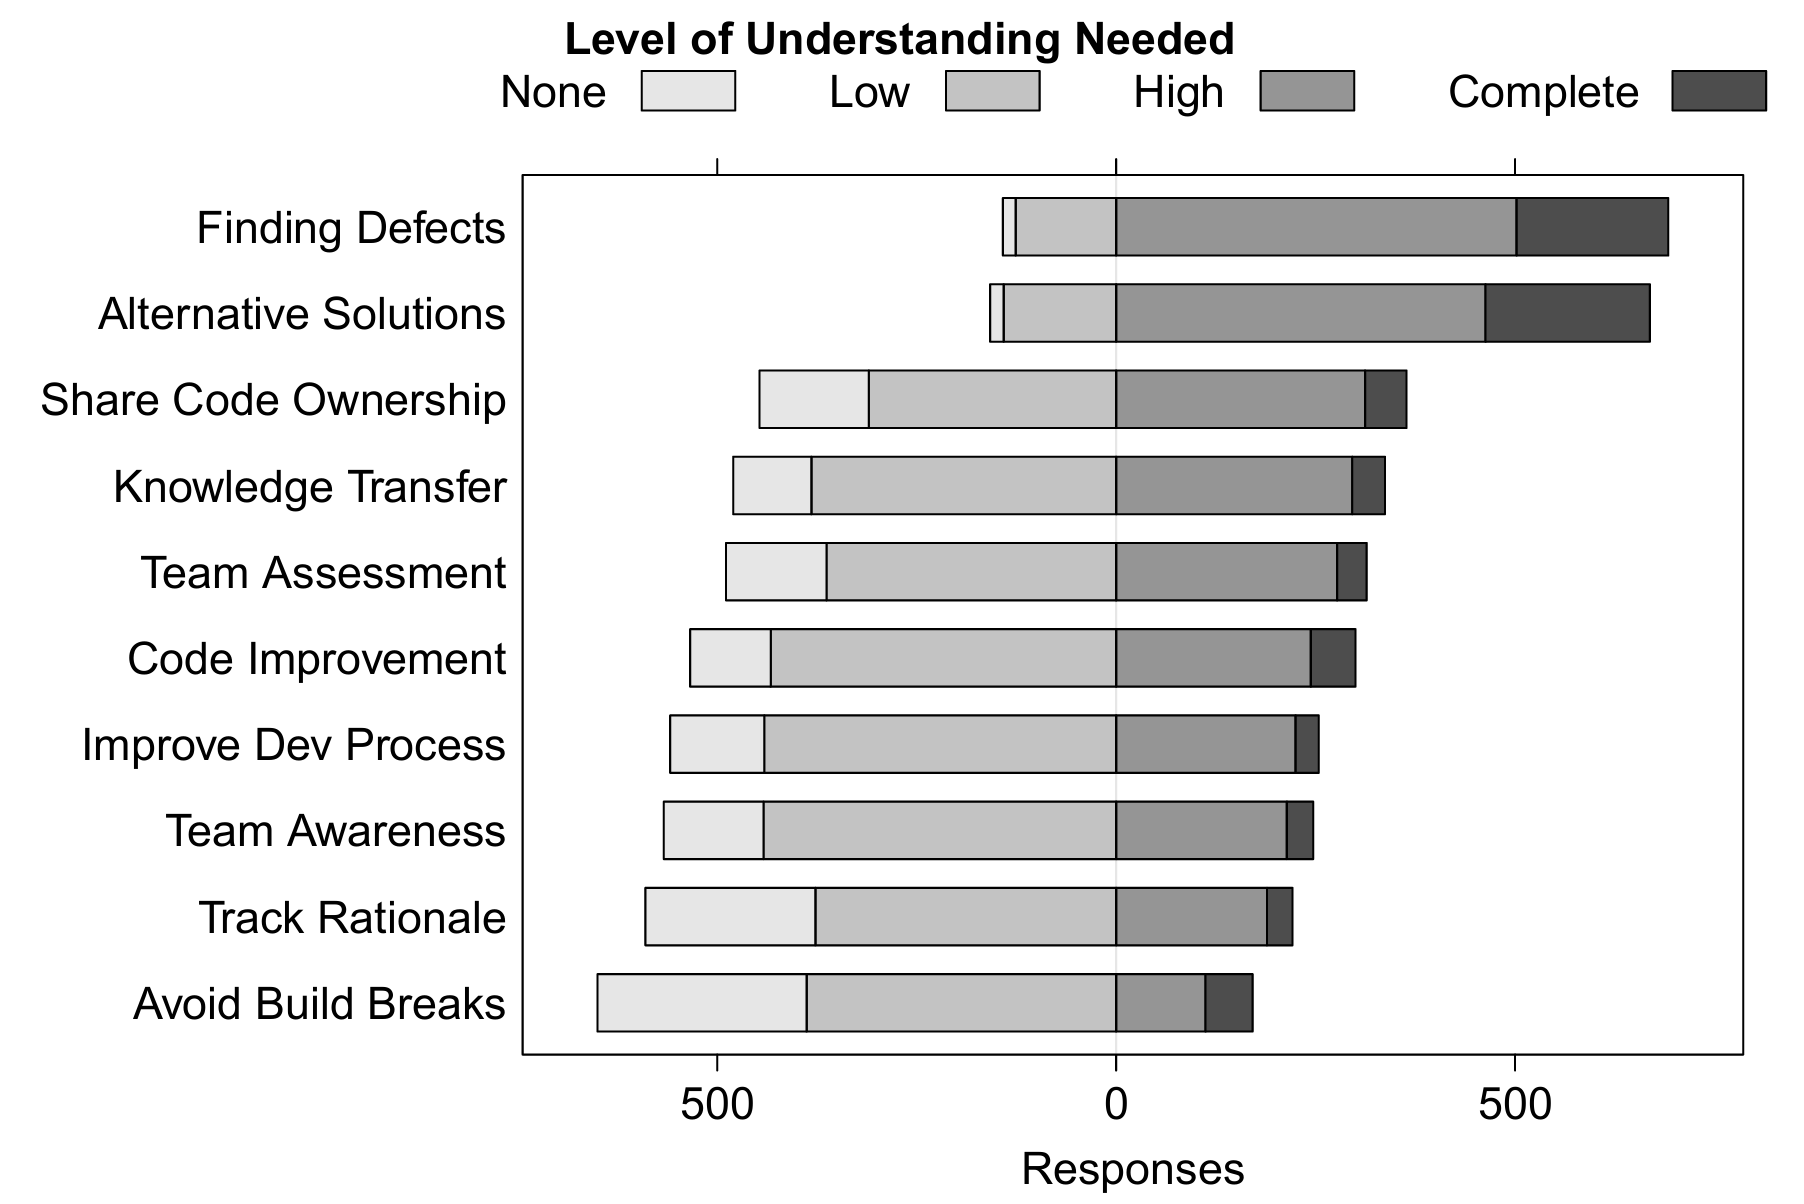 Level of Understanding Needed
None Low High Complete
Finding Defects
Alternative Solutions
Share Code Ownership
Knowledge Transfer
Team Assessment
Code Improvement
Improve Dev Process
Team Awareness
Track Rationale
Avoid Build Breaks
500 0 500
Responses